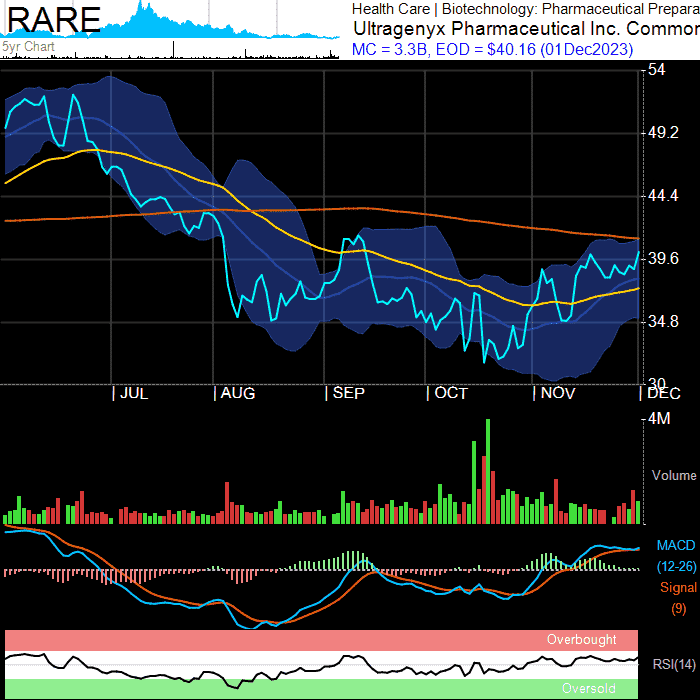 RARE
5yr Chart
Health Care | Biotechnology: Pharmaceutical Prepara
Ultragenyx Pharmaceutical Inc. Common
MC = 3.3B, EOD = $40.16 (01Dec2023)
54
49.2
44.4
39.6
34.8
30
JUL AUG SEP OCT NOV DEC
4M
Volume
MACD
(12-26)
Signal
(9)
Overbought
RSI(14)
Oversold